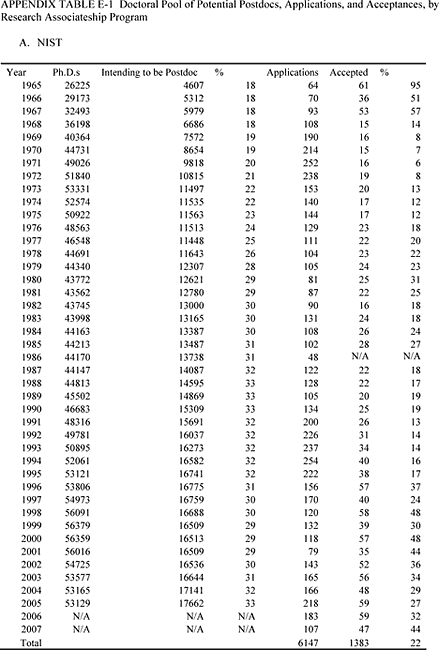 APPENDIX TABLE E-1 Doctoral Pool of Potential Postdocs, Applications, and Acceptances, by
Research Associateship Program
A. NIST
Year Ph.D.s Intending to be Postdoc % Applications Accepted %
1965 26225 4607 18 64 61 95
1966 29173 5312 18 70 36 51
1967 32493 5979 18 93 53 57
1968 36198 6686 18 108 15 14
1969 40364 7572 19 190 16 8
1970 44731 8654 19 214 15 7
1971 49026 9818 20 252 16 6
1972 51840 10815 21 238 19 8
1973 53331 11497 22 153 20 13
1974 52574 11535 22 140 17 12
1975 50922 11563 23 144 17 12
1976 48563 11513 24 129 23 18
1977 46548 11448 25 111 22 20
1978 44691 11643 26 104 23 22
1979 44340 12307 28 105 24 23
1980 43772 12621 29 81 25 31
1981 43562 12780 29 87 22 25
1982 43745 13000 30 90 16 18
1983 43998 13165 30 131 24 18
1984 44163 13387 30 108 26 24
1985 44213 13487 31 102 28 27
1986 44170 13738 31 48 N/A N/A
1987 44147 14087 32 122 22 18
1988 44813 14595 33 128 22 17
1989 45502 14869 33 105 20 19
1990 46683 15309 33 134 25 19
1991 48316 15691 32 200 26 13
1992 49781 16037 32 226 31 14
1993 50895 16273 32 237 34 14
1994 52061 16582 32 254 40 16
1995 53121 16741 32 222 38 17
1996 53806 16775 31 156 57 37
1997 54973 16759 30 170 40 24
1998 56091 16688 30 120 58 48
1999 56379 16509 29 132 39 30
2000 56359 16513 29 118 57 48
2001 56016 16509 29 79 35 44
2002 54725 16536 30 143 52 36
2003 53577 16644 31 165 56 34
2004 53165 17141 32 166 48 29
2005 53129 17662 33 218 59 27
2006 N/A N/A N/A 183 59 32
2007 N/A N/A N/A 107 47 44
Total 6147 1383 22